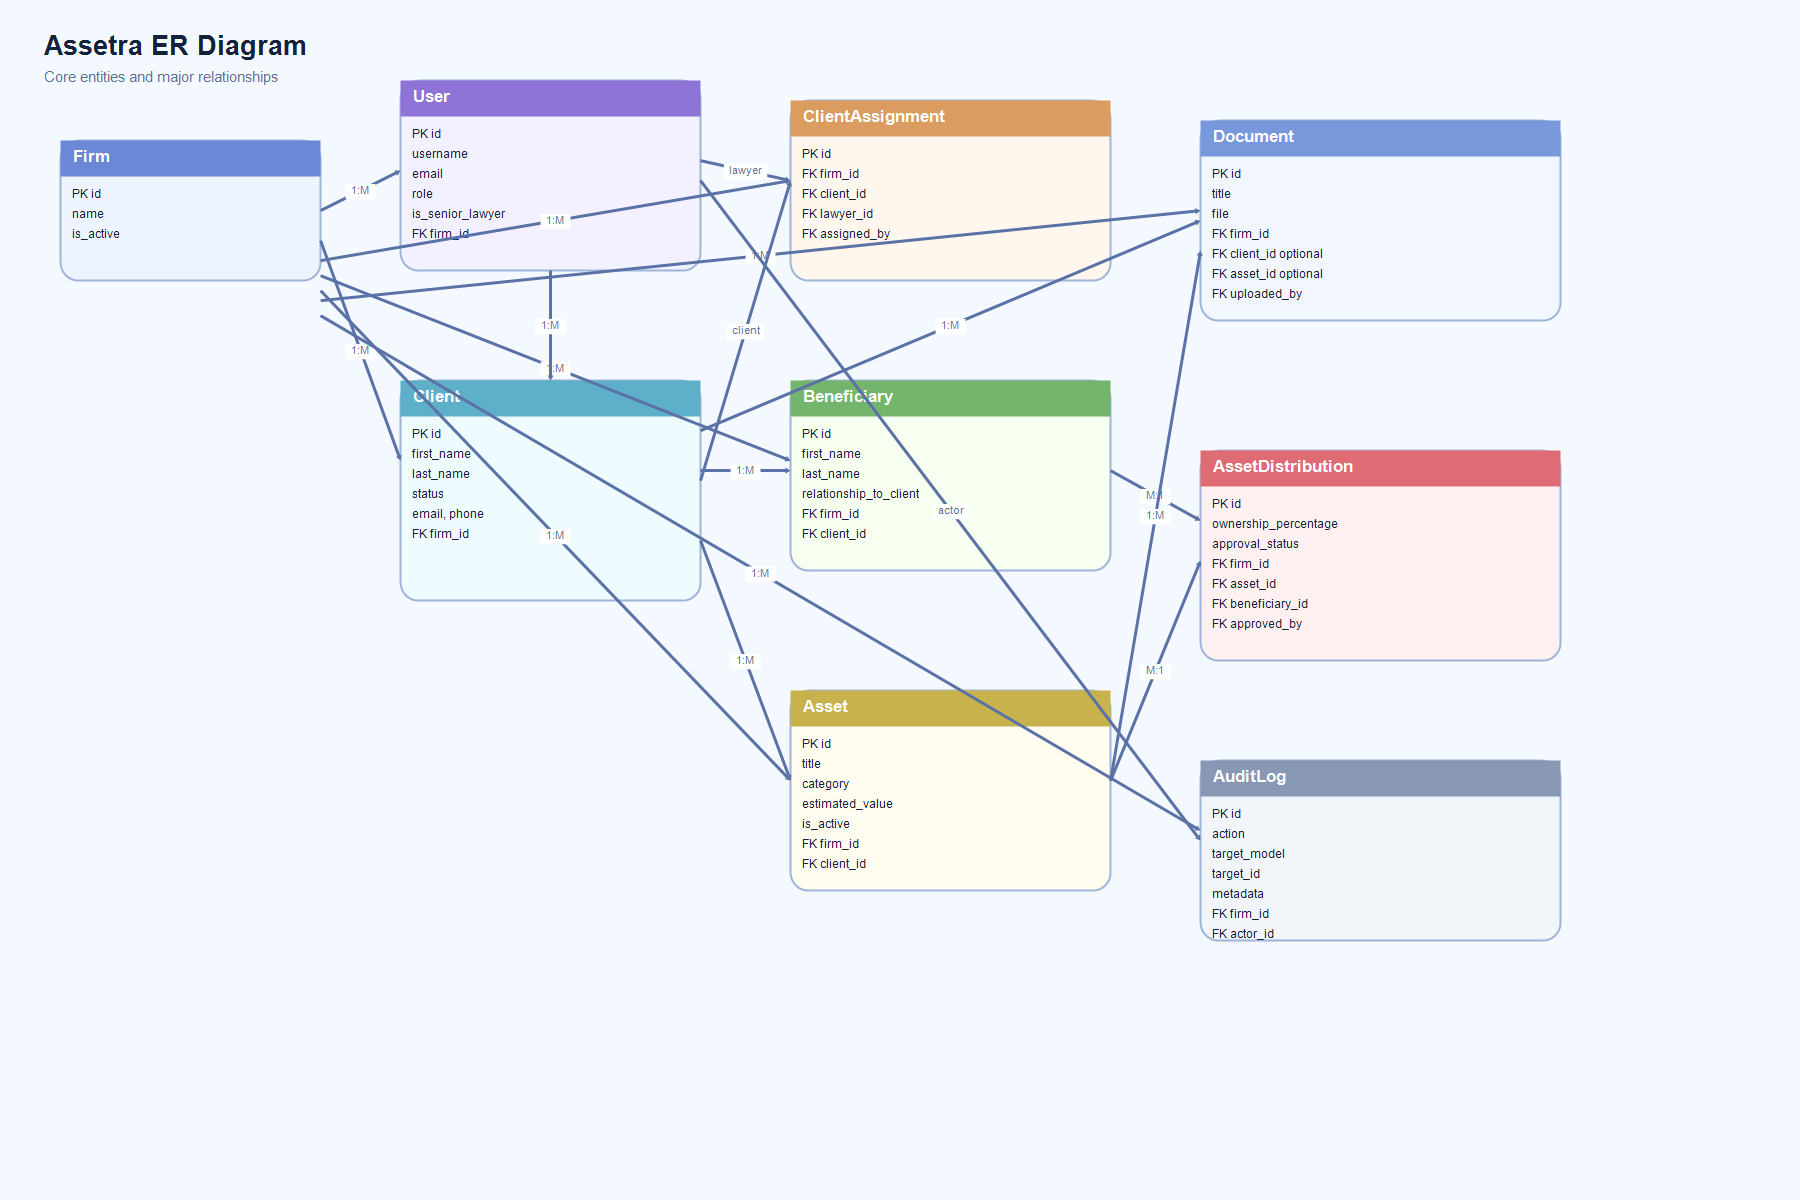 Assetra ER Diagram
Core entities and major relationships
Firm
PK id
name
is_active
User
PK id
username
email
role
is_senior_lawyer
FK firm_id
ClientAssignment
PK id
FK firm_id
FK client_id
FK lawyer_id
FK assigned_by
Document
PK id
title
file
FK firm_id
FK client_id optional
FK asset_id optional
FK uploaded_by
1:M
lawyer
1:M
1:M
1:M
client
1:M
1:M
1:M
Client
PK id
first_name
last_name
status
email, phone
FK firm_id
1:M
Beneficiary
PK id
first_name
last_name
relationship_to_client
FK firm_id
FK client_id
actor
M:1
1:M
AssetDistribution
PK id
ownership_percentage
approval_status
FK firm_id
FK asset_id
FK beneficiary_id
FK approved_by
1:M
1:M
1:M
M:1
Asset
PK id
title
category
estimated_value
is_active
FK firm_id
FK client_id
AuditLog
PK id
action
target_model
target_id
metadata
FK firm_id
FK actor_id